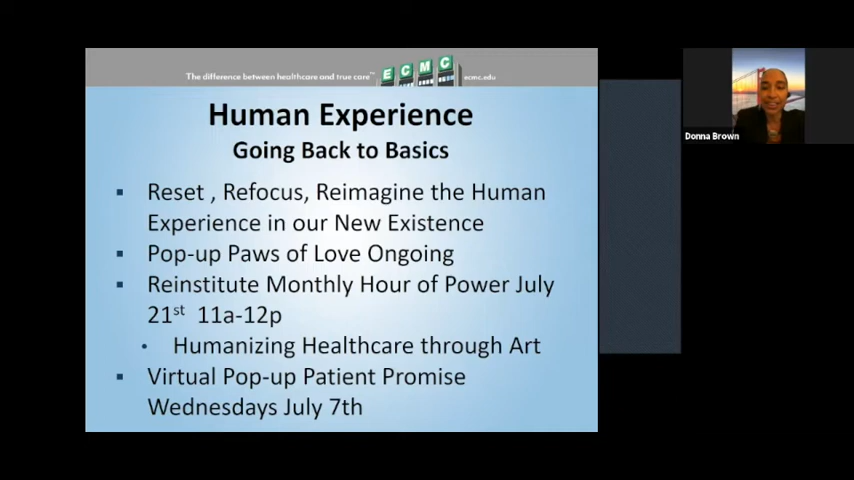 The difference between healthcare and true care™
ECMC
ecmc.edu
Human Experience
Going Back to Basics
▪ Reset , Refocus, Reimagine the Human
Experience in our New Existence
▪ Pop-up Paws of Love Ongoing
▪ Reinstitute Monthly Hour of Power July
21st 11a-12p
• Humanizing Healthcare through Art
▪ Virtual Pop-up Patient Promise
Wednesdays July 7th
Donna Brown